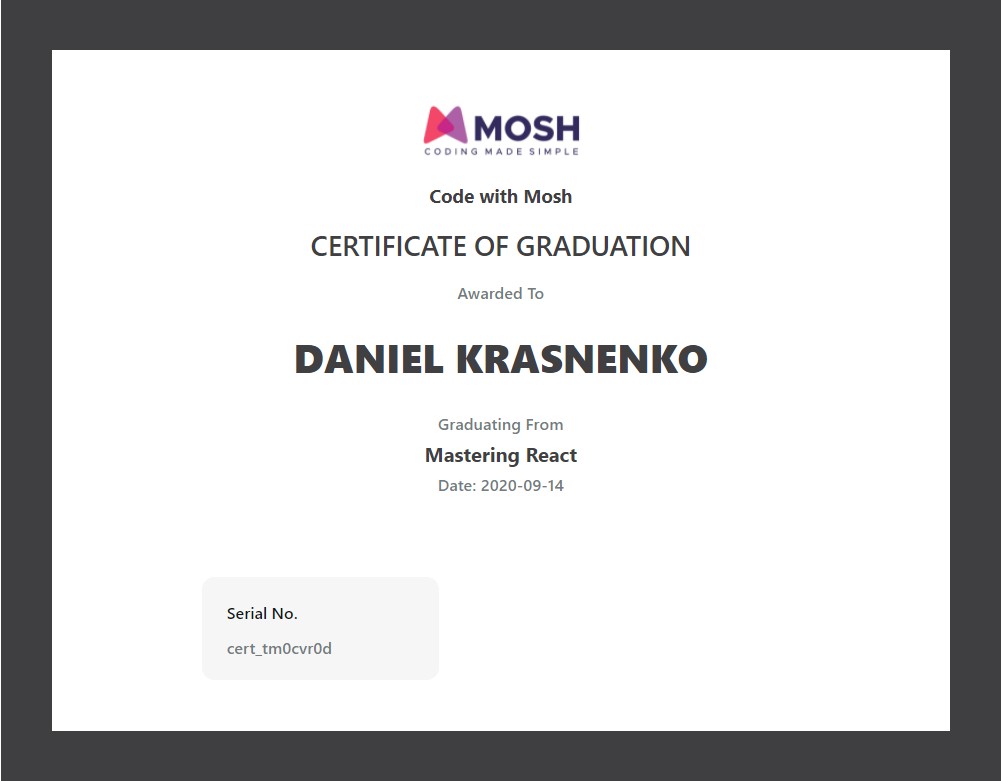 MOSH
CODING MADE SIMPLE
Code with Mosh
CERTIFICATE OF GRADUATION
Awarded To
DANIEL KRASNENKO
Graduating From
Mastering React
Date: 2020-09-14
Serial No.
cert_tm0cvr0d